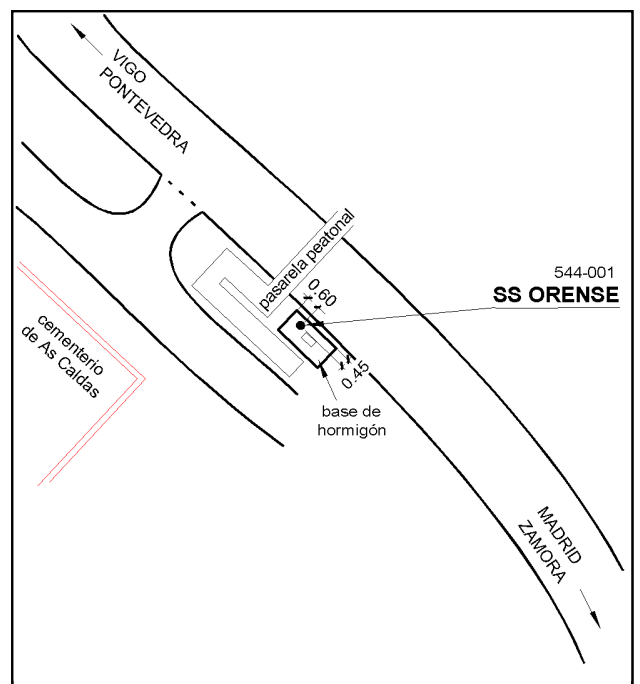 VIGO
PONTEVEDRA
pasarela peatonal
0.60
544-001
SS ORENSE
cementerio
de As Caldas
0.45
base de
hormigón
MADRID
ZAMORA